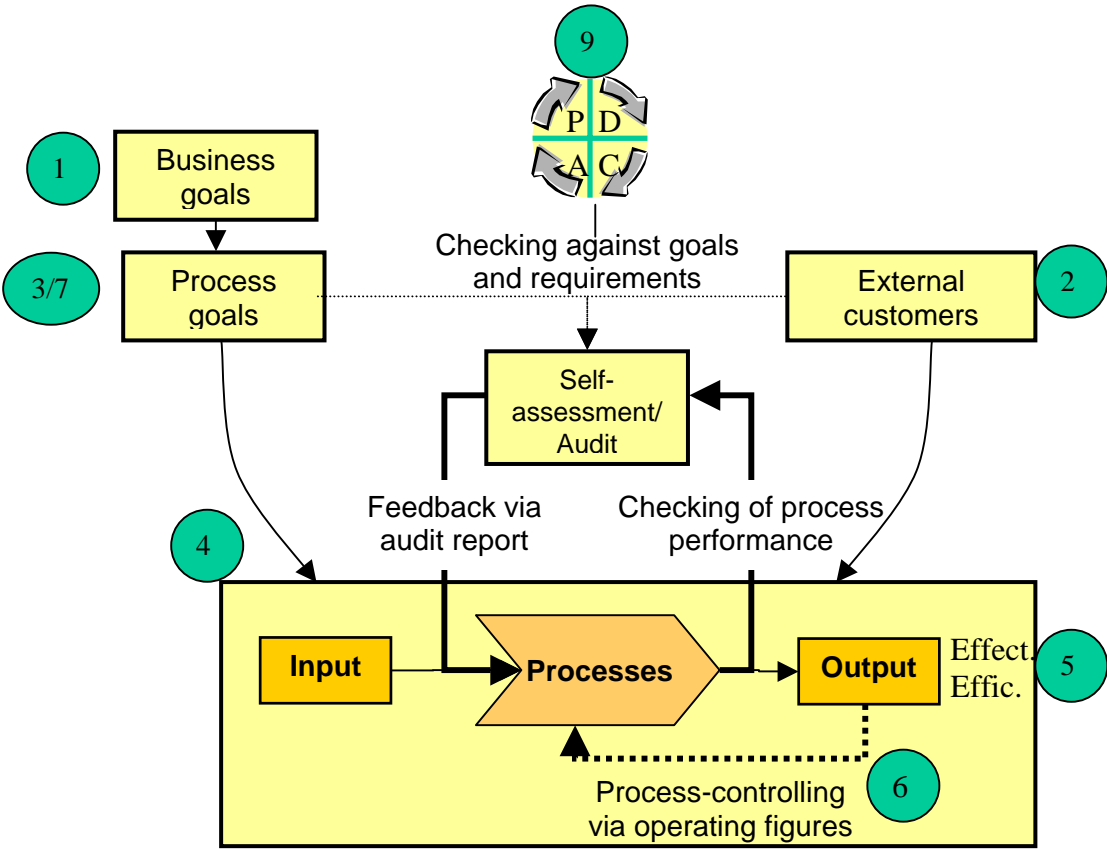 9
P D
A C
1
Business
goals
Checking against goals
and requirements
3/7
Process
goals
External
customers
2
Self-
assessment/
Audit
Feedback via
audit report
Checking of process
performance
4
Input
Processes
Output
Effect.
Effic.
5
6
Process-controlling
via operating figures